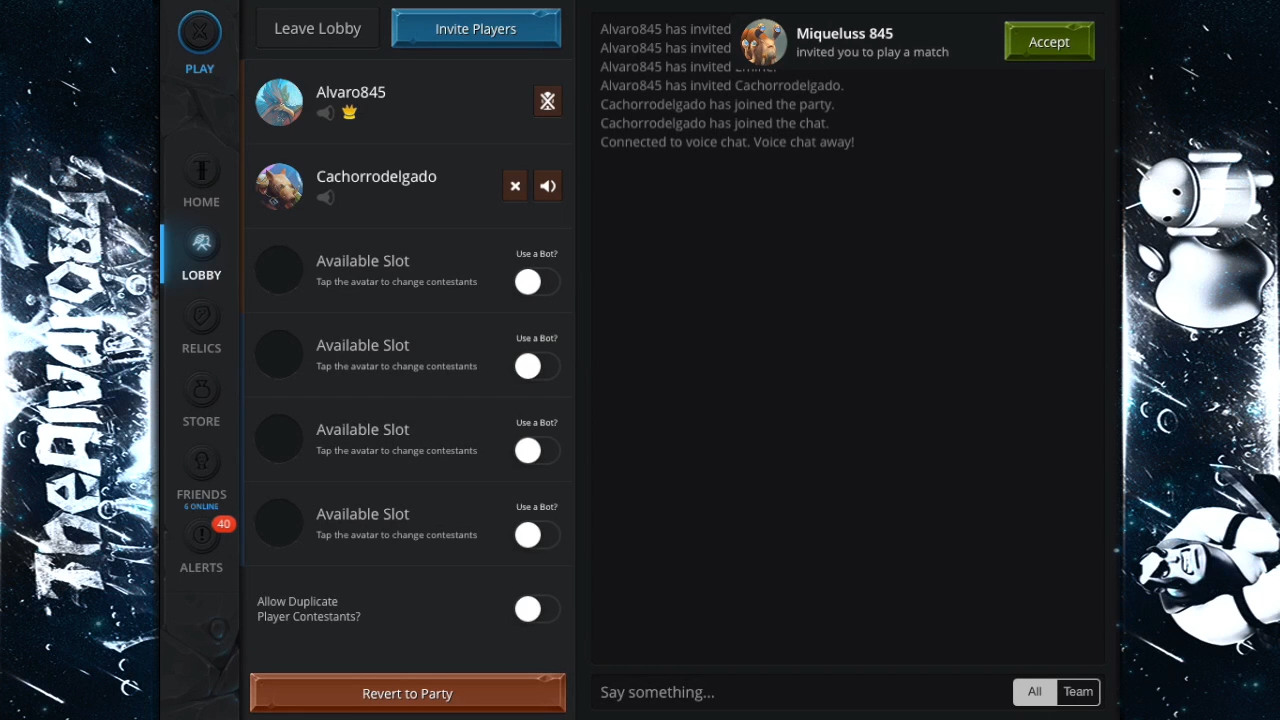 TheAlvaro845
PLAY
HOME
LOBBY
RELICS
STORE
FRIENDS
6 ONLINE
40
ALERTS
Leave Lobby
Invite Players
Alvaro845
Cachorrodelgado
Available Slot
Tap the avatar to change contestants
Use a Bot?
Available Slot
Tap the avatar to change contestants
Use a Bot?
Available Slot
Tap the avatar to change contestants
Use a Bot?
Available Slot
Tap the avatar to change contestants
Use a Bot?
Allow Duplicate
Player Contestants?
Revert to Party
Miqueluss 845
invited you to play a match
Accept
Alvaro845 has invited
Alvaro845 has invited
Alvaro845 has invited
Alvaro845 has invited Cachorrodelgado.
Cachorrodelgado has joined the party.
Cachorrodelgado has joined the chat.
Connected to voice chat. Voice chat away!
Say something...
All
Team